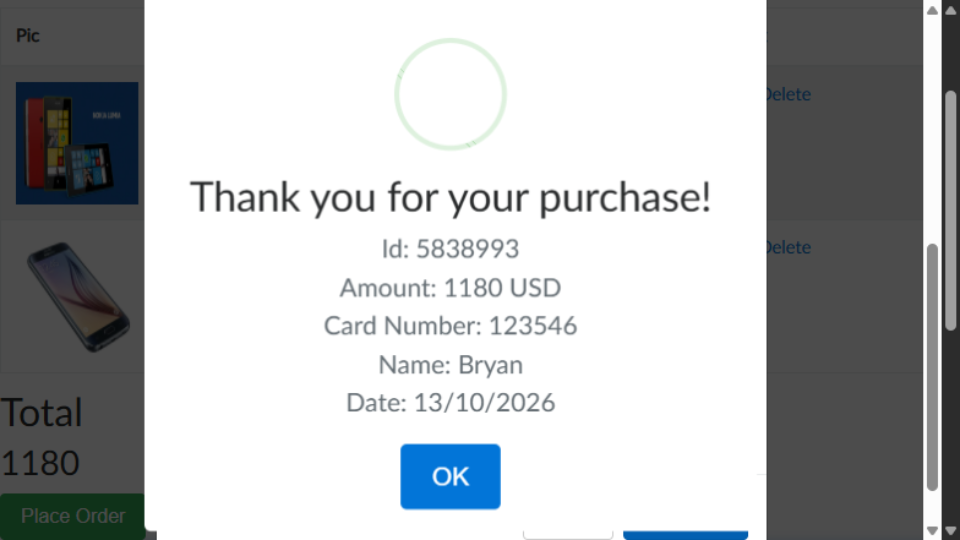 Pic
Delete
Thank you for your purchase!
Id: 5838993
Amount: 1180 USD
Card Number: 123546
Name: Bryan
Date: 13/10/2026
OK
Delete
Total
1180
Place Order